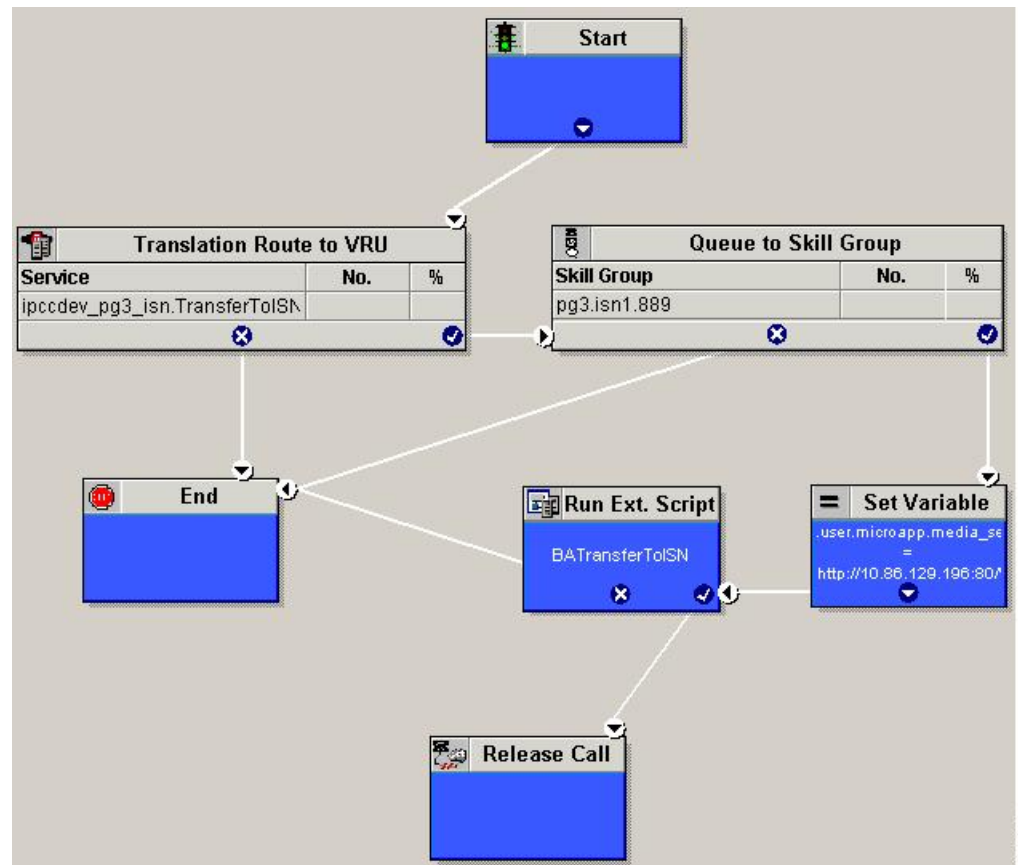 Start
Translation Route to VRU
Service No. %
ipccdev_pg3_isn.TransferToISN
Queue to Skill Group
Skill Group No. %
pg3.isn1.889
End
Run Ext. Script
BATransferToISN
Set Variable
.user.microapp.media_se
=
http://10.86.129.196:80/
Release Call